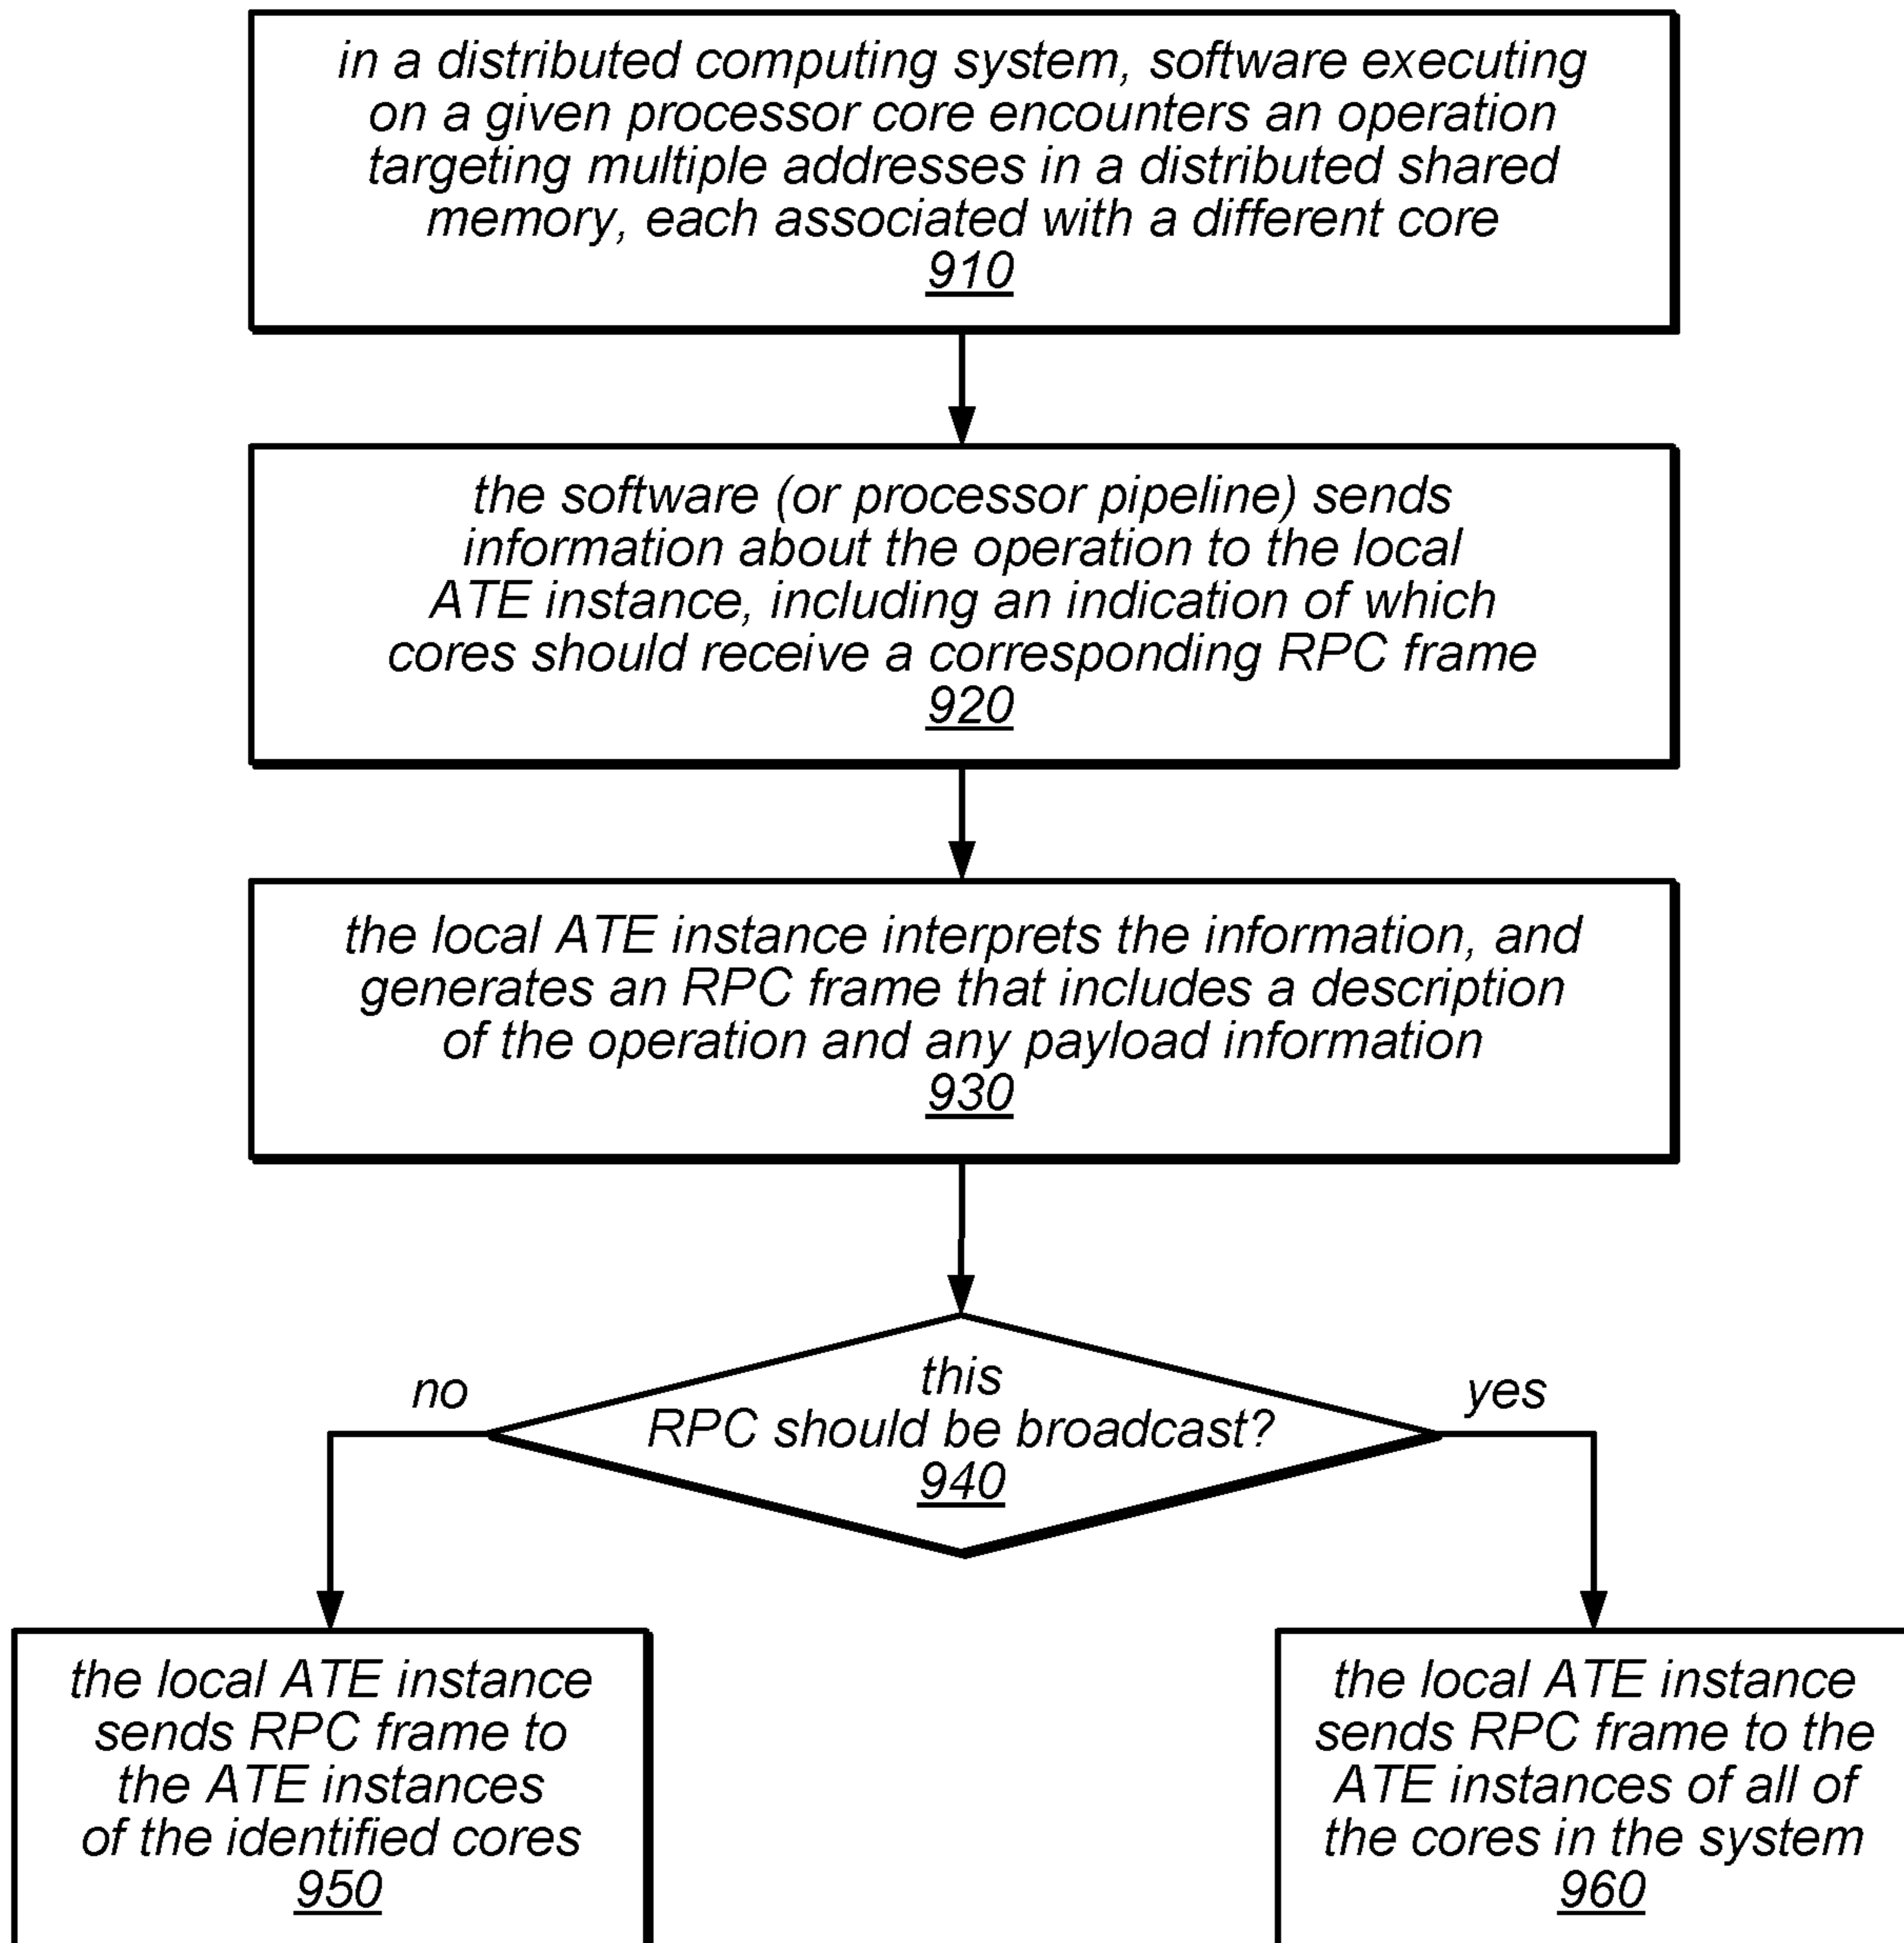 in a distributed computing system, software executing
on a given processor core encounters an operation
targeting multiple addresses in a distributed shared
memory, each associated with a different core
910
the software (or processor pipeline) sends
information about the operation to the local
ATE instance, including an indication of which
cores should receive a corresponding RPC frame
920
the local ATE instance interprets the information, and
generates an RPC frame that includes a description
of the operation and any payload information
930
this
RPC should be broadcast?
940
no
yes
the local ATE instance
sends RPC frame to
the ATE instances
of the identified cores
950
the local ATE instance
sends RPC frame to the
ATE instances of all of
the cores in the system
960